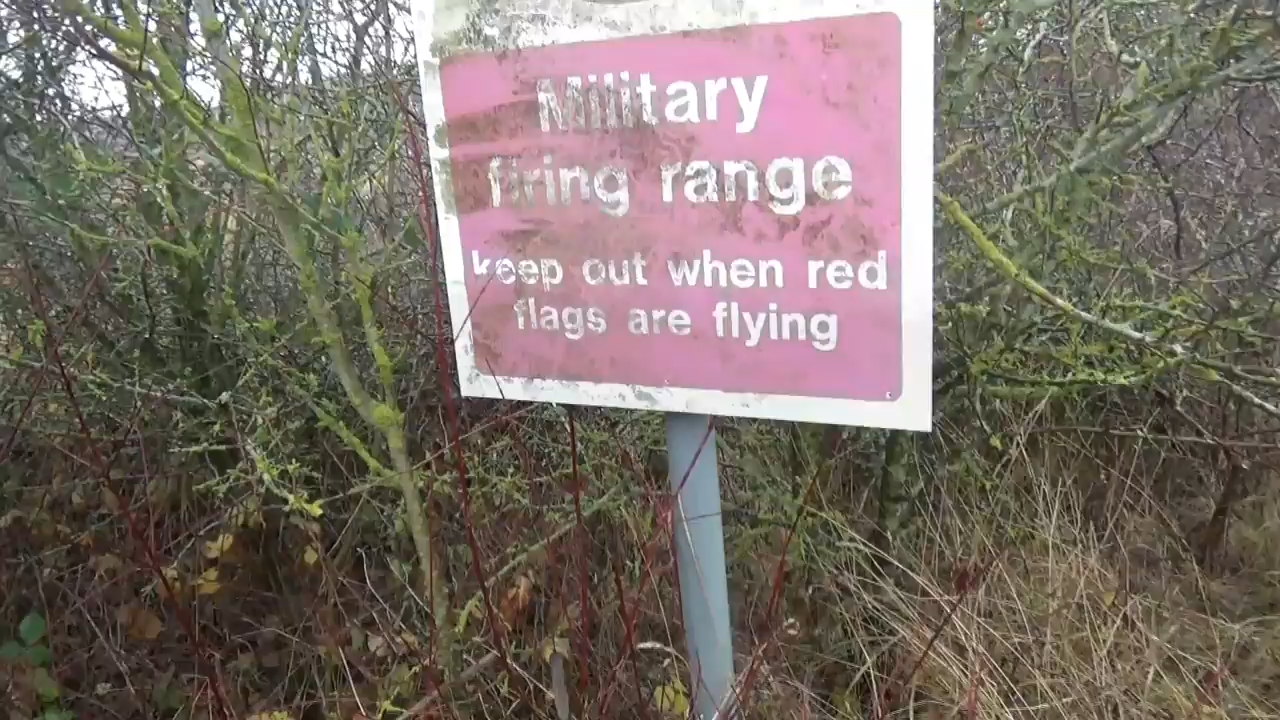 Military
firing range
keep out when red
flags are flying